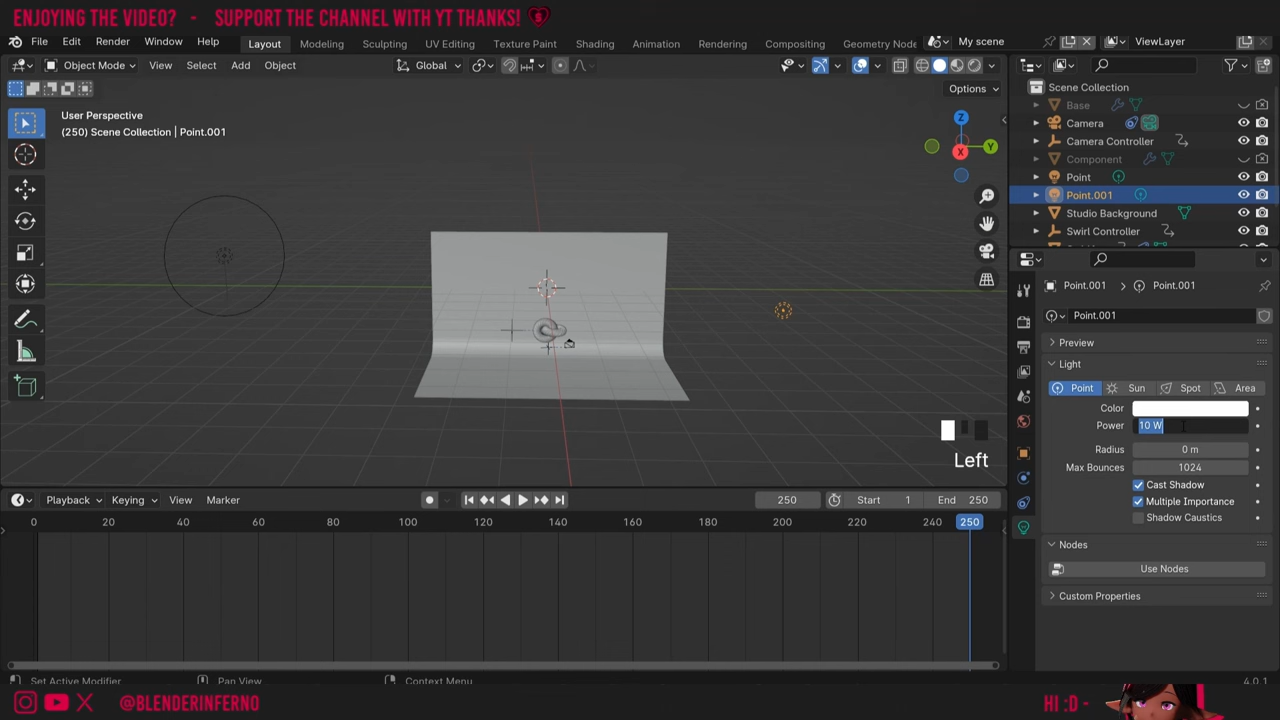 ENJOYING THE VIDEO? - SUPPORT THE CHANNEL WITH YT THANKS!
File Edit Render Window Help Layout Modeling Sculpting UV Editing Texture Paint Shading Animation Rendering Compositing Geometry Node My scene ViewLayer
Object Mode View Select Add Object Global
Options
User Perspective
(250) Scene Collection | Point.001
Z
Y
X
Left
Scene Collection
Base
Camera
Camera Controller
Component
Point
Point.001
Studio Background
Swirl Controller
Point.001 > Point.001
Point.001
Preview
Light
Point Sun Spot Area
Color
Power 10 W
Radius 0 m
Max Bounces 1024
Cast Shadow
Multiple Importance
Shadow Caustics
Nodes
Use Nodes
Custom Properties
Playback Keying View Marker 250 Start 1 End 250
0 20 40 60 80 100 120 140 160 180 200 220 240 250
Set Active Modifier Pan View Context Menu 4.0.1
@BLENDERINFERNO
HI :D -